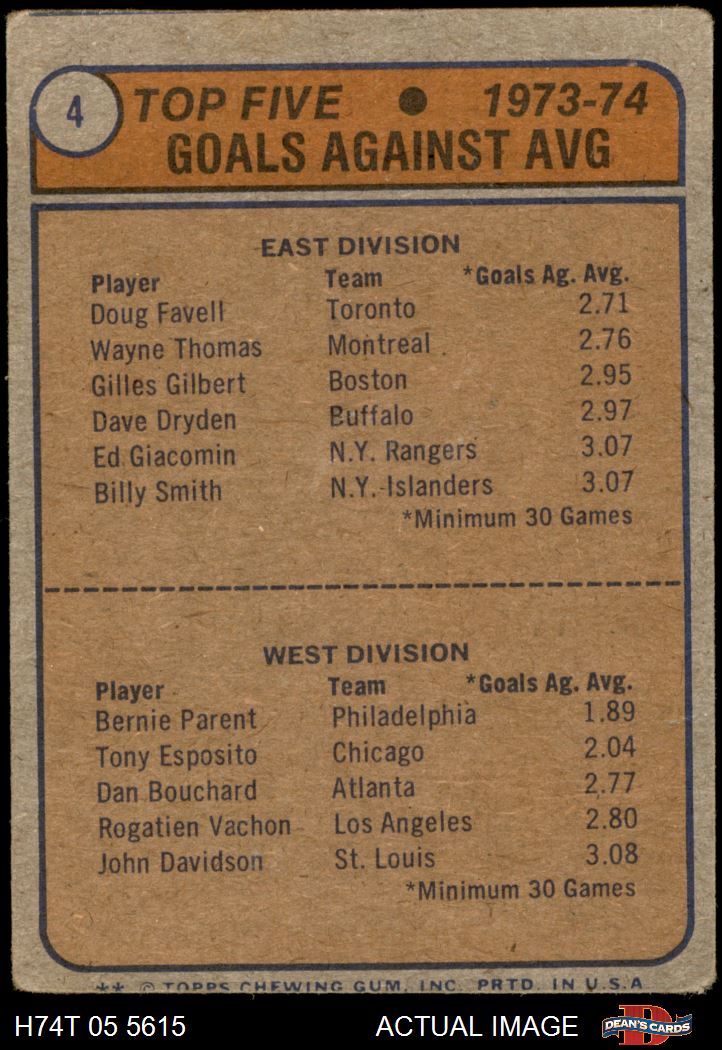 4 TOP FIVE ● 1973-74
GOALS AGAINST AVG
EAST DIVISION
Player Team *Goals Ag. Avg.
Doug Favell Toronto 2.71
Wayne Thomas Montreal 2.76
Gilles Gilbert Boston 2.95
Dave Dryden Buffalo 2.97
Ed Giacomin N.Y. Rangers 3.07
Billy Smith N.Y. Islanders 3.07
*Minimum 30 Games
WEST DIVISION
Player Team *Goals Ag. Avg.
Bernie Parent Philadelphia 1.89
Tony Esposito Chicago 2.04
Dan Bouchard Atlanta 2.77
Rogatien Vachon Los Angeles 2.80
John Davidson St. Louis 3.08
*Minimum 30 Games
** © TOPPS CHEWING GUM, INC. PRTD. IN U.S.A
H74T 05 5615 ACTUAL IMAGE DEAN'S CARDS